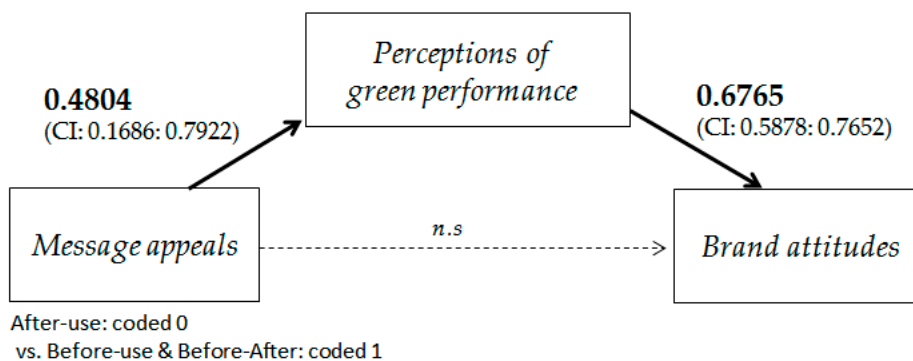 Perceptions of
green performance
0.4804
(CI: 0.1686: 0.7922)
0.6765
(CI: 0.5878: 0.7652)
Message appeals
n.s
Brand attitudes
After-use: coded 0
vs. Before-use & Before-After: coded 1